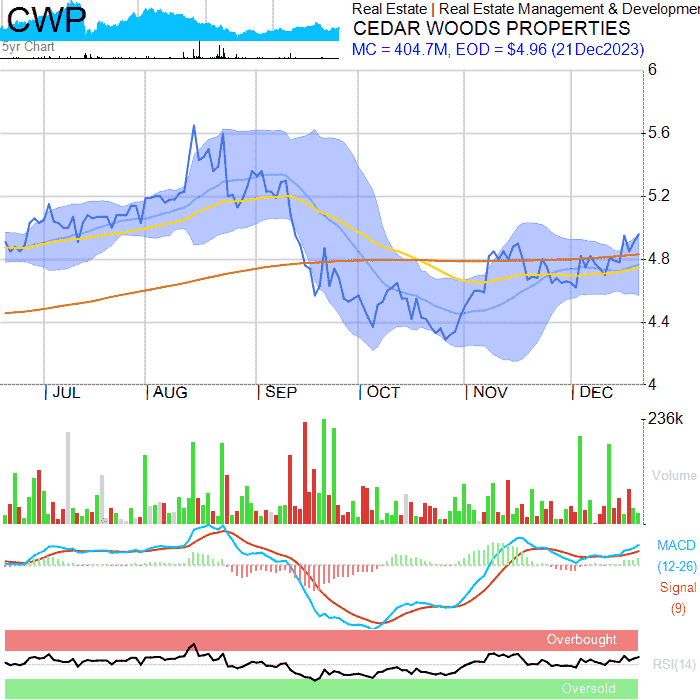 CWP
5yr Chart
Real Estate | Real Estate Management & Developmen
CEDAR WOODS PROPERTIES
MC = 404.7M, EOD = $4.96 (21Dec2023)
6
5.6
5.2
4.8
4.4
4
JUL AUG SEP OCT NOV DEC
236k
Volume
MACD
(12-26)
Signal
(9)
Overbought
RSI(14)
Oversold